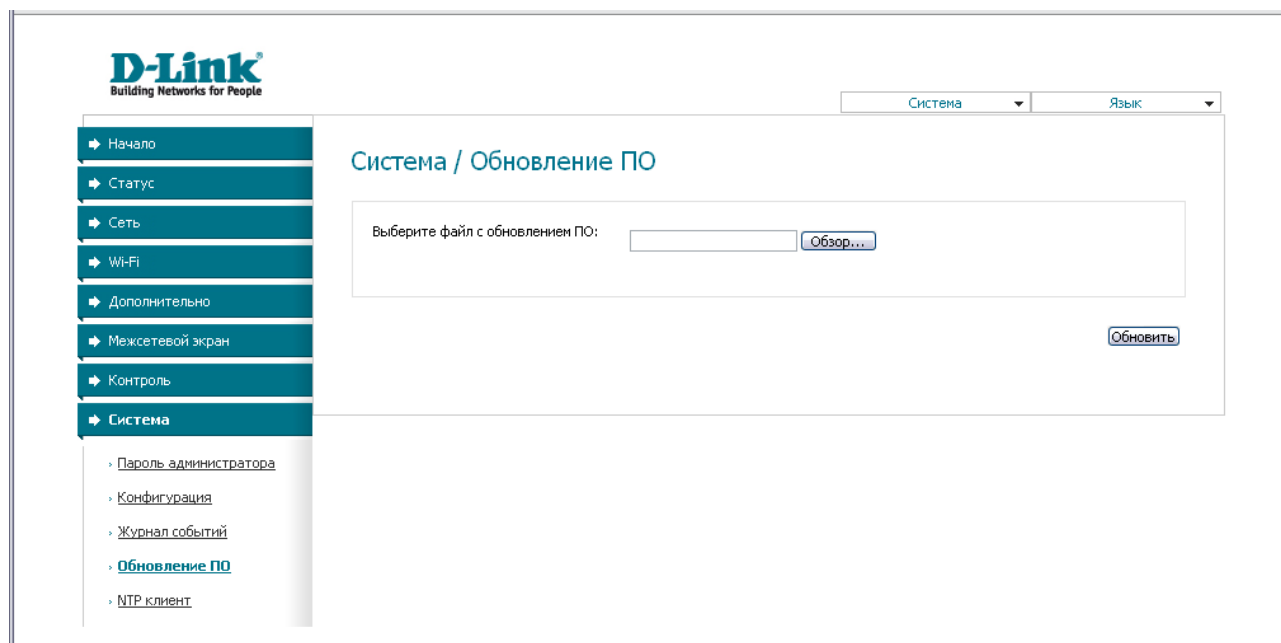 D-Link®
Building Networks for People
Система
Язык
Начало
Статус
Сеть
Wi-Fi
Дополнительно
Межсетевой экран
Контроль
Система
Пароль администратора
Конфигурация
Журнал событий
Обновление ПО
NTP клиент
Система / Обновление ПО
Выберите файл с обновлением ПО:
Обзор...
Обновить